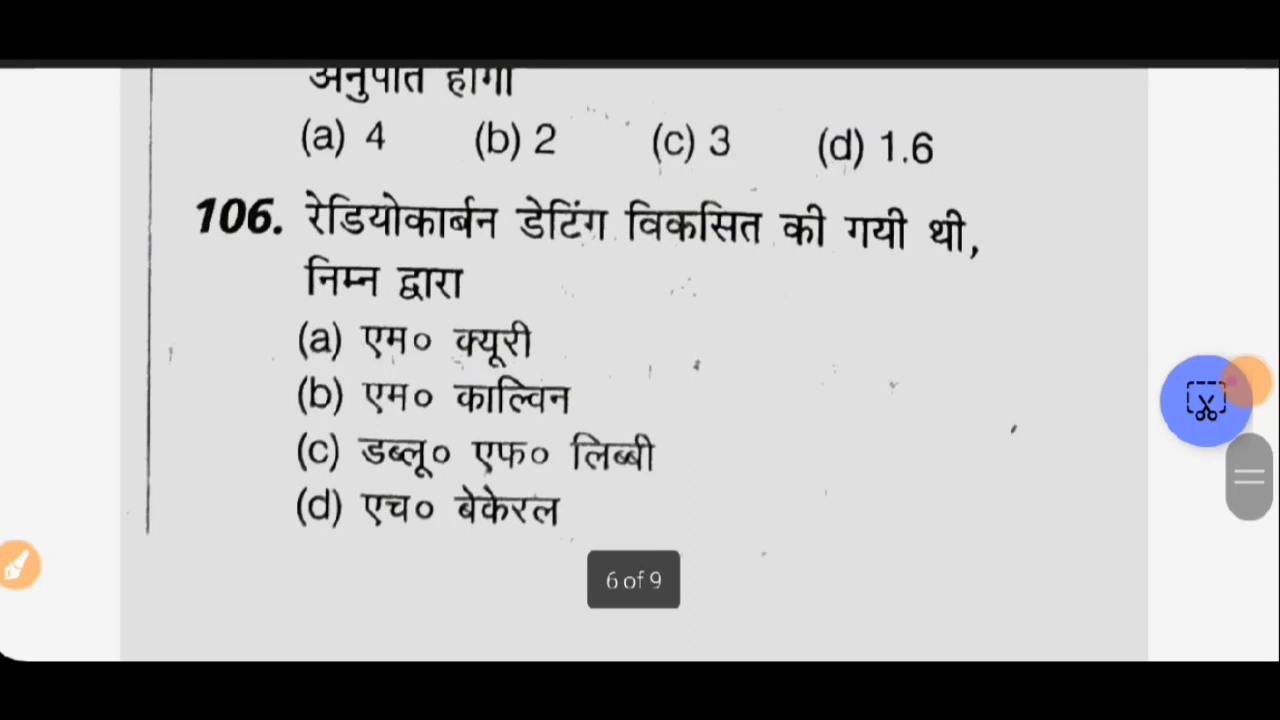 अनुपात होगा
(a) 4 (b) 2 (c) 3 (d) 1.6
106. रेडियोकार्बन डेटिंग विकसित की गयी थी,
निम्न द्वारा
(a) एम० क्यूरी
(b) एम० काल्विन
(c) डब्लू० एफ० लिब्बी
(d) एच० बेकेरल
6 of 9